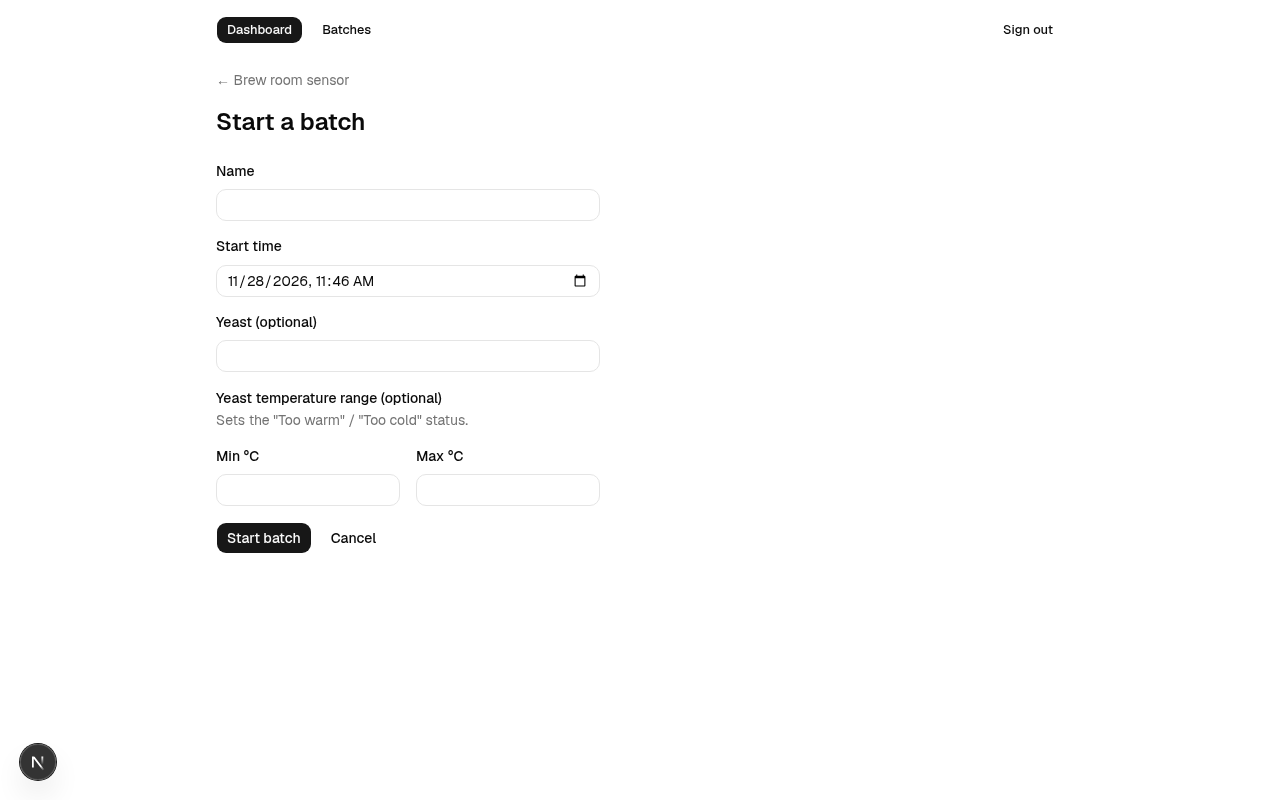 Dashboard Batches Sign out
← Brew room sensor
Start a batch
Name
Start time
11/28/2026, 11:46 AM
Yeast (optional)
Yeast temperature range (optional)
Sets the "Too warm" / "Too cold" status.
Min °C Max °C
Start batch Cancel
N